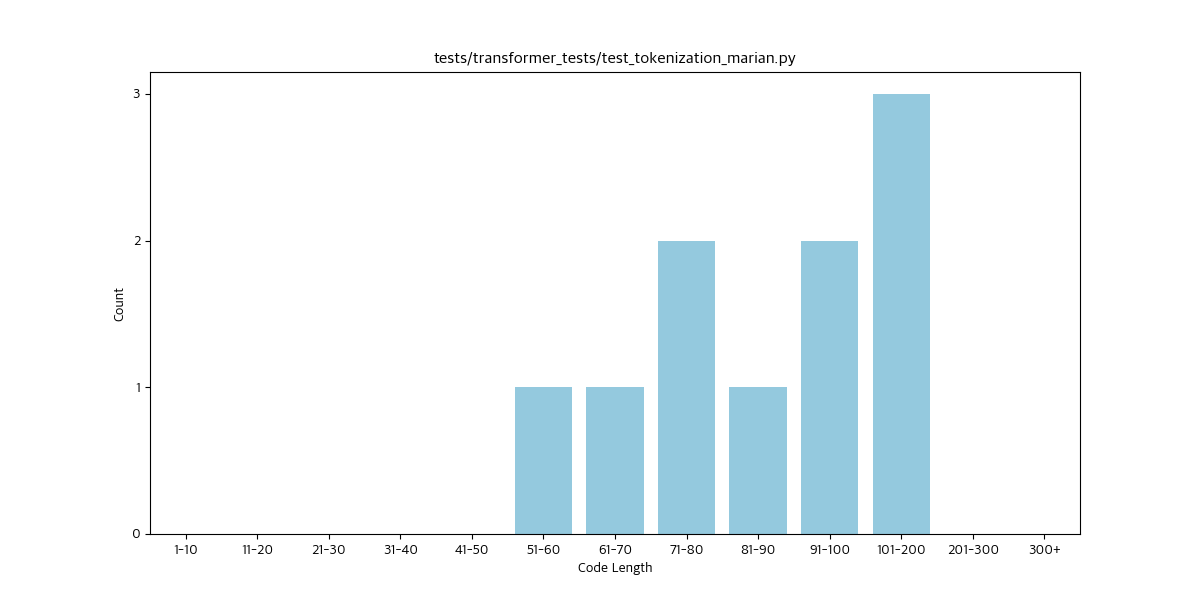 tests/transformer_tests/test_tokenization_marian.py
3
2
1
0
Count
1-10 11-20 21-30 31-40 41-50 51-60 61-70 71-80 81-90 91-100 101-200 201-300 300+
Code Length